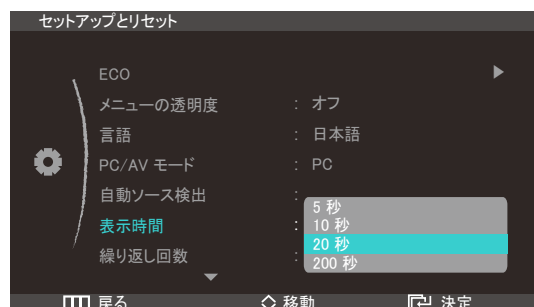 セットアップとリセット
ECO
メニューの透明度 : オフ
言語 : 日本語
PC/AV モード : PC
自動ソース検出 :
表示時間 :
繰り返し回数 :
5 秒
10 秒
20 秒
200 秒
戻る 移動 決定